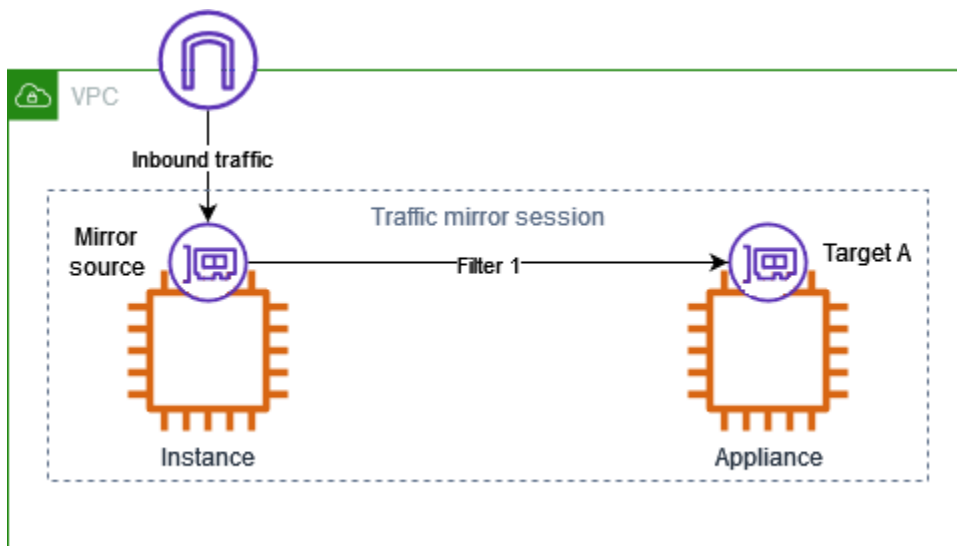 VPC
Inbound traffic
Traffic mirror session
Mirror
source
Filter 1
Target A
Instance
Appliance